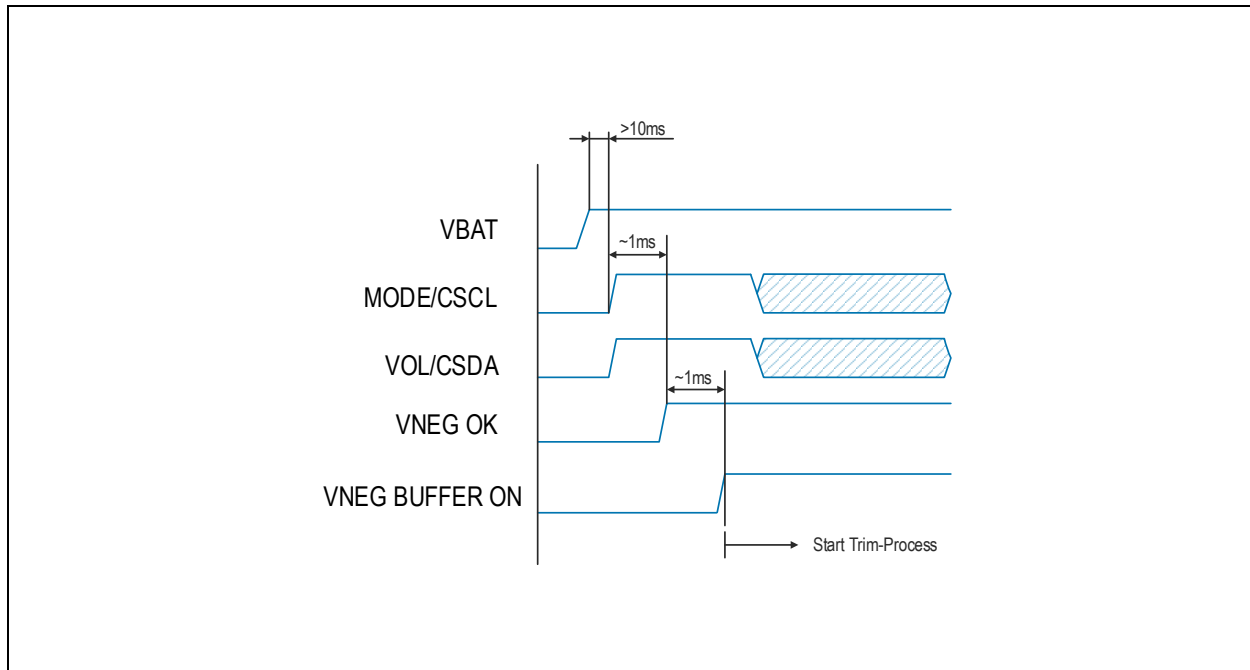 >10ms
VBAT
~1ms
MODE/CSCL
VOL/CSDA
~1ms
VNEG OK
VNEG BUFFER ON
Start Trim-Process